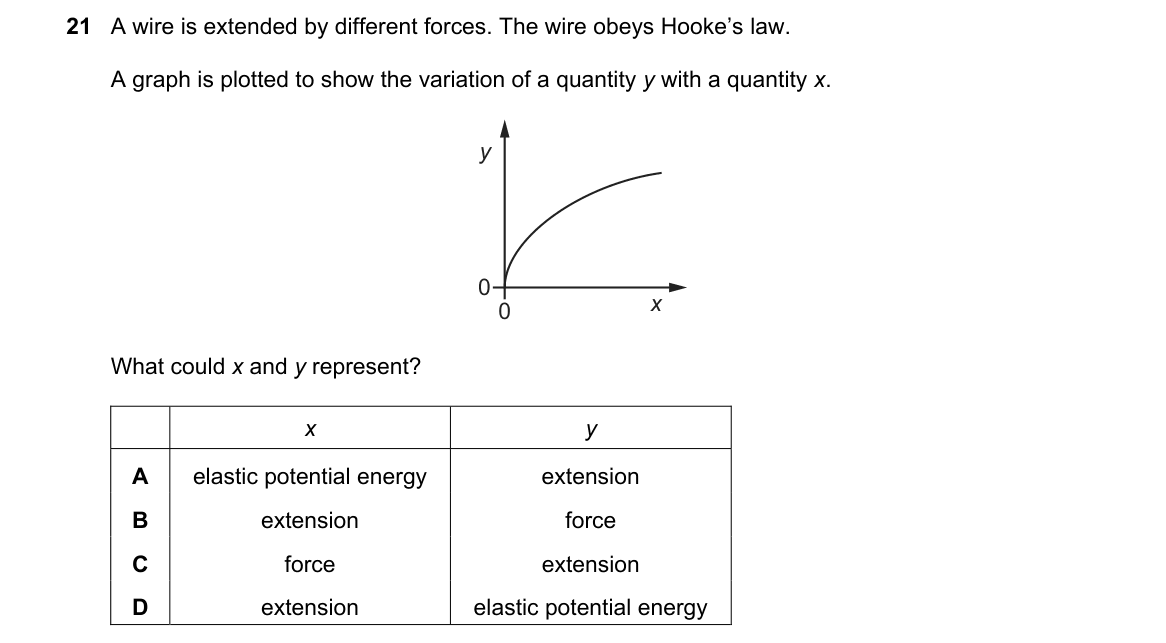 21 A wire is extended by different forces. The wire obeys Hooke’s law.
A graph is plotted to show the variation of a quantity y with a quantity x.
y
0
0
x
What could x and y represent?
x y
A elastic potential energy extension
B extension force
C force extension
D extension elastic potential energy